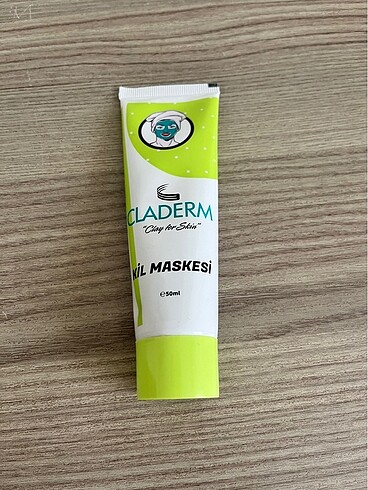 CLADERM
"Clay for Skin"
KİL MASKESİ
℮50ml